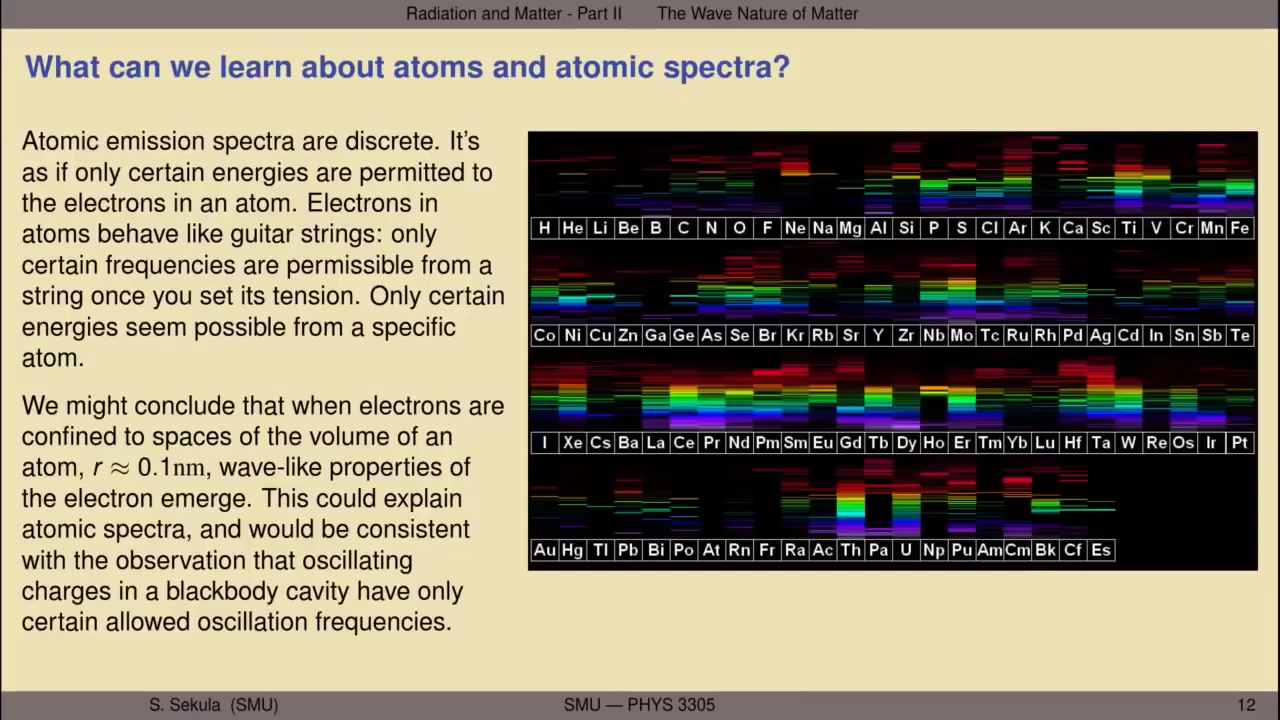 Radiation and Matter - Part II The Wave Nature of Matter
What can we learn about atoms and atomic spectra?
Atomic emission spectra are discrete. It's
as if only certain energies are permitted to
the electrons in an atom. Electrons in
atoms behave like guitar strings: only
certain frequencies are permissible from a
string once you set its tension. Only certain
energies seem possible from a specific
atom.
We might conclude that when electrons are
confined to spaces of the volume of an
atom, r ≈ 0.1nm, wave-like properties of
the electron emerge. This could explain
atomic spectra, and would be consistent
with the observation that oscillating
charges in a blackbody cavity have only
certain allowed oscillation frequencies.
H He Li Be B C N O F Ne Na Mg Al Si P S Cl Ar K Ca Sc Ti V Cr Mn Fe
Co Ni Cu Zn Ga Ge As Se Br Kr Rb Sr Y Zr Nb Mo Tc Ru Rh Pd Ag Cd In Sn Sb Te
I Xe Cs Ba La Ce Pr Nd Pm Sm Eu Gd Tb Dy Ho Er Tm Yb Lu Hf Ta W Re Os Ir Pt
Au Hg Tl Pb Bi Po At Rn Fr Ra Ac Th Pa U Np Pu Am Cm Bk Cf Es
S. Sekula (SMU) SMU — PHYS 3305 12